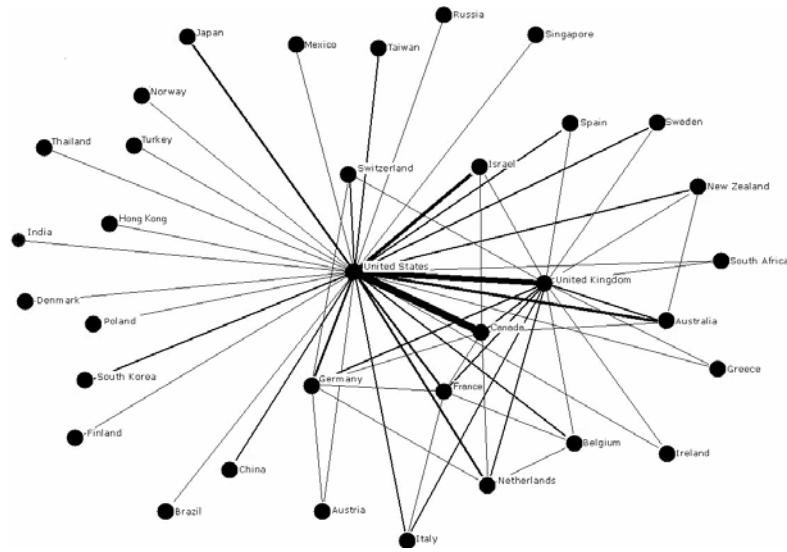 Russia
Japan
Singapore
Mexico
Taiwan
Norway
Spain
Sweden
Turkey
Thailand
Israel
Switzerland
New Zealand
Hong Kong
India
South Africa
United States
United Kingdom
Denmark
Poland
Australia
Canada
Greece
South Korea
Germany
France
Finland
Belgium
Ireland
China
Netherlands
Brazil
Austria
Italy